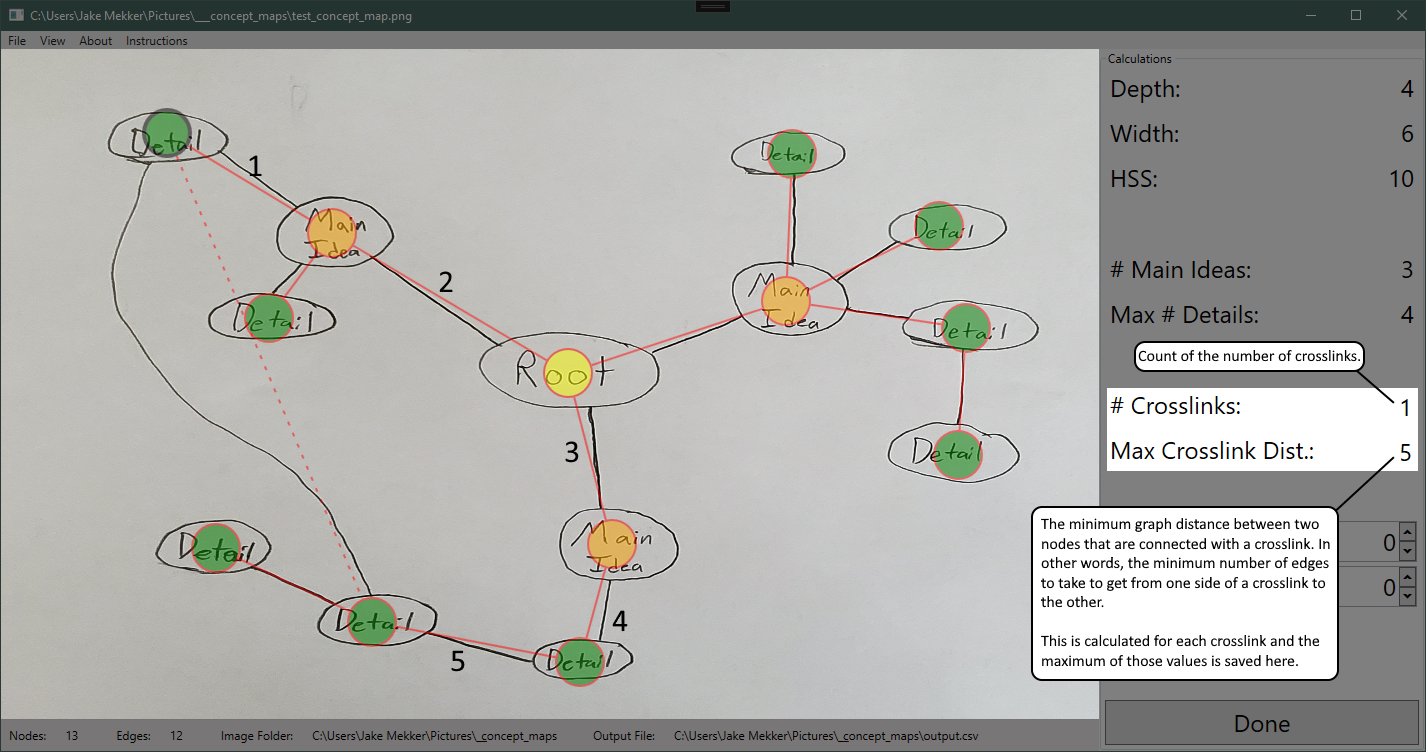 C:\Users\Jake Mekker\Pictures\__concept_maps\test_concept_map.png
File View About Instructions
Detail
1
Main
Idea
2
Detail
Root
3
Main
Idea
4
Detail
5
Detail
Detail
Detail
Detail
Main
Idea
Detail
Detail
Calculations
Depth: 4
Width: 6
HSS: 10
# Main Ideas: 3
Max # Details: 4
Count of the number of crosslinks.
# Crosslinks: 1
Max Crosslink Dist.: 5
The minimum graph distance between two
nodes that are connected with a crosslink. In
other words, the minimum number of edges
to take to get from one side of a crosslink to
the other.
This is calculated for each crosslink and the
maximum of those values is saved here.
0
0
Done
Nodes: 13 Edges: 12 Image Folder: C:\Users\Jake Mekker\Pictures\_concept_maps Output File: C:\Users\Jake Mekker\Pictures\_concept_maps\output.csv